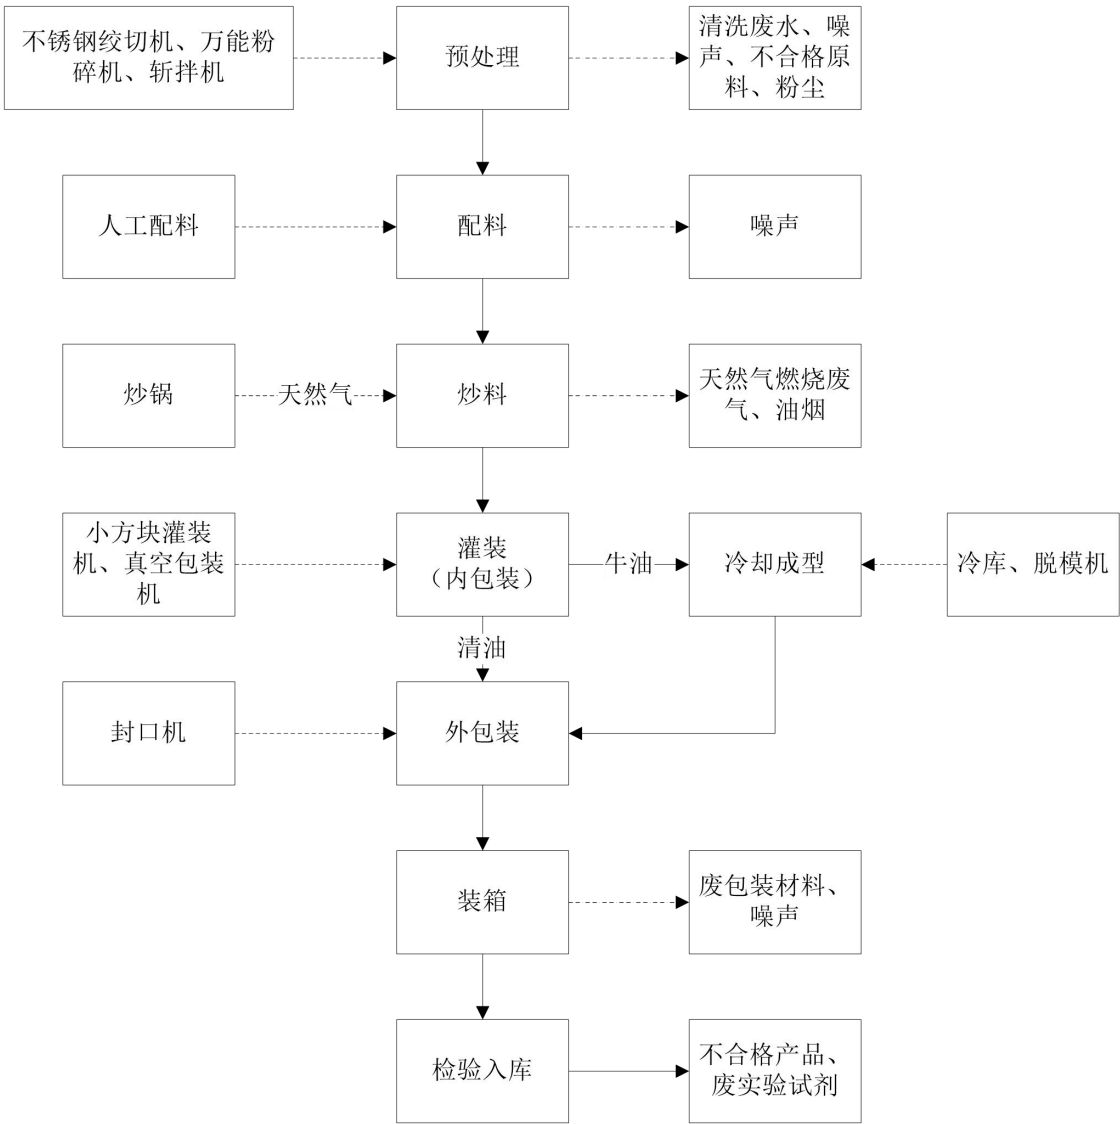 不锈钢绞切机、万能粉
碎机、斩拌机
预处理
清洗废水、噪
声、不合格原
料、粉尘
人工配料
配料
噪声
炒锅
天然气
炒料
天然气燃烧废
气、油烟
小方块灌装
机、真空包装
机
灌装
（内包装）
牛油
冷却成型
冷库、脱模机
清油
封口机
外包装
装箱
废包装材料、
噪声
检验入库
不合格产品、
废实验试剂